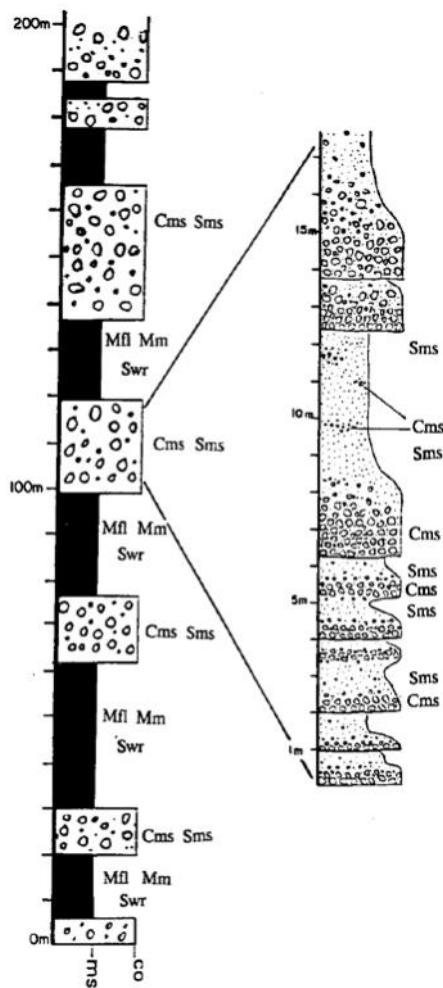 200m
Cms Sms
Mfl Mm
Swr
Cms Sms
100m
Mfl Mm
Swr
Cms Sms
Mfl Mm
Swr
Cms Sms
Mfl Mm
Swr
0m
ms
co
15m
Sms
10m
Cms
Sms
Cms
Sms
Cms
5m
Sms
Sms
Cms
1m